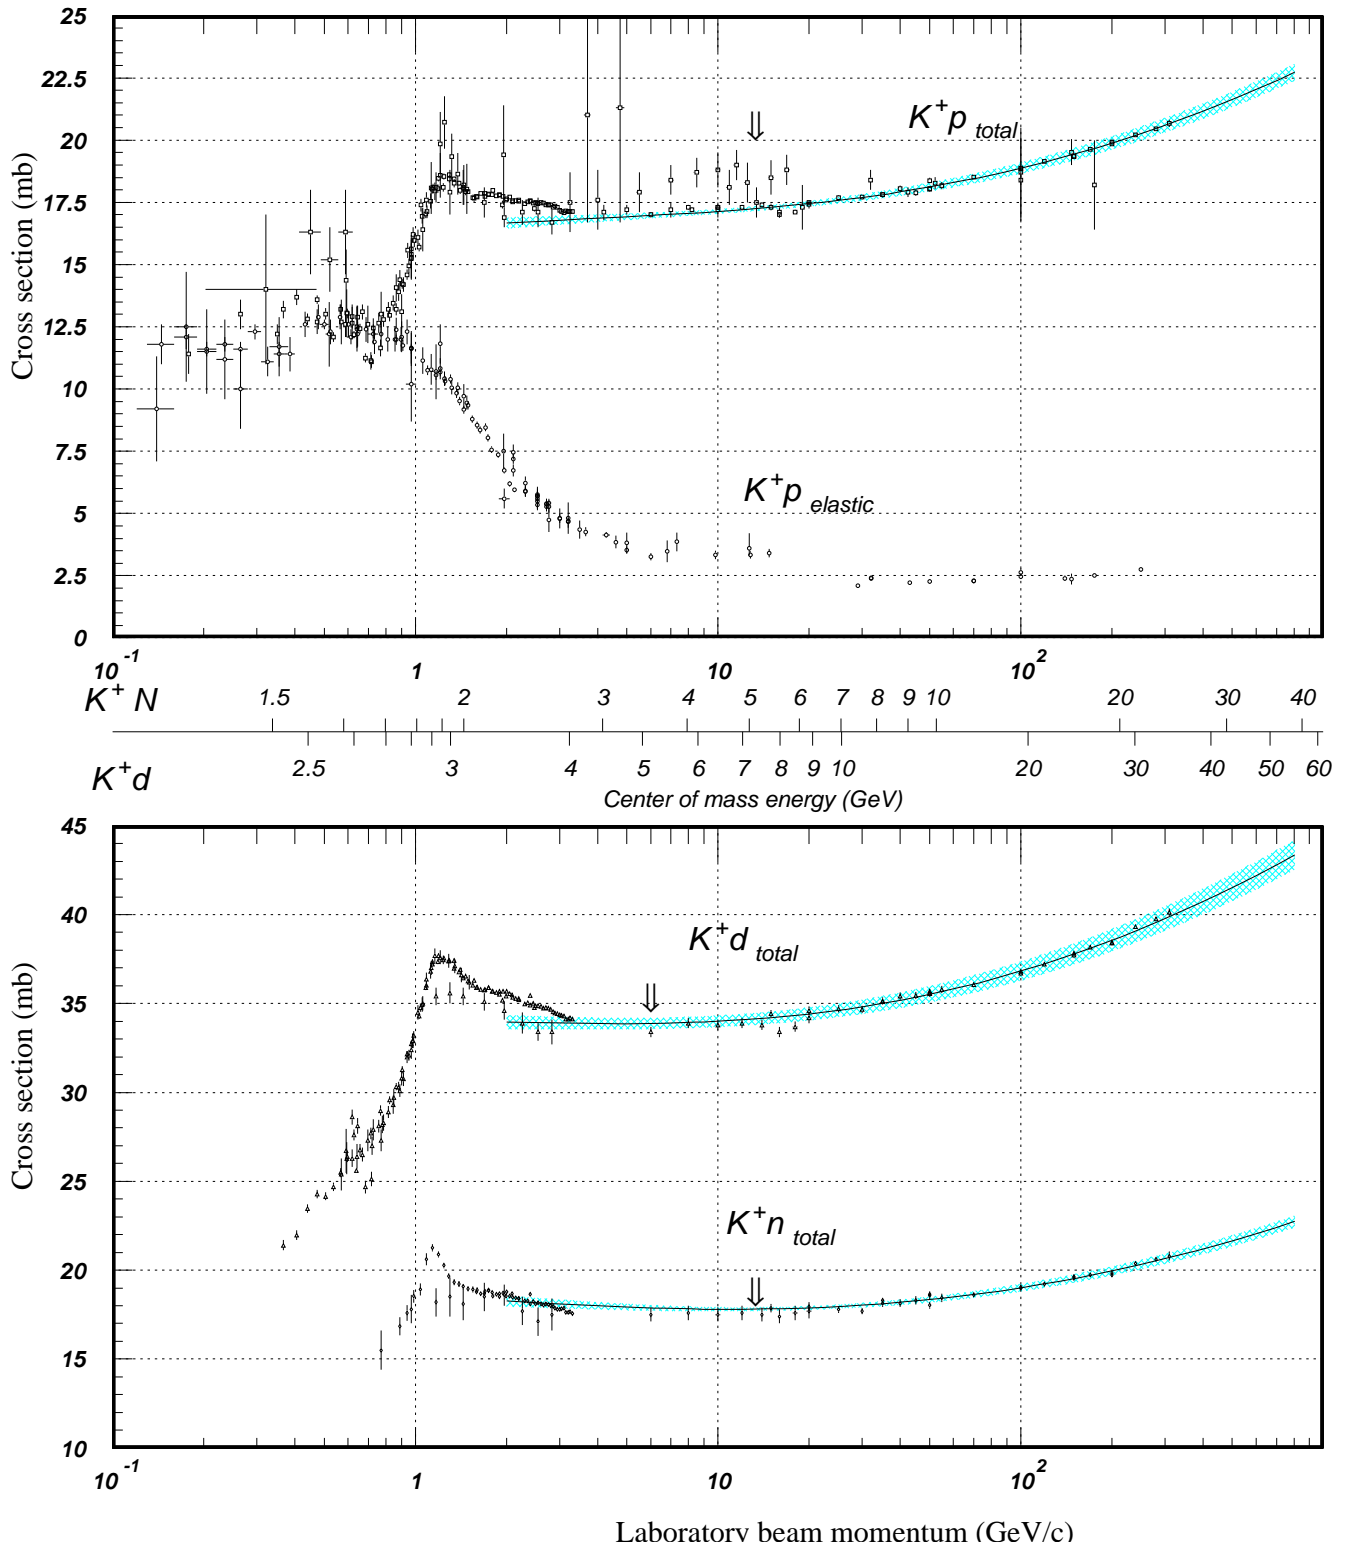 25
22.5
20
17.5
15
12.5
10
7.5
5
2.5
0
Cross section (mb)
⇓
K⁺p total
K⁺p elastic
10⁻¹ 1 10 10²
K⁺ N 1.5 2 3 4 5 6 7 8 9 10 20 30 40
K⁺d 2.5 3 4 5 6 7 8 9 10 20 30 40 50 60
Center of mass energy (GeV)
45
40
35
30
25
20
15
10
Cross section (mb)
K⁺d total
⇓
K⁺n total
⇓
10⁻¹ 1 10 10²
Laboratory beam momentum (GeV/c)